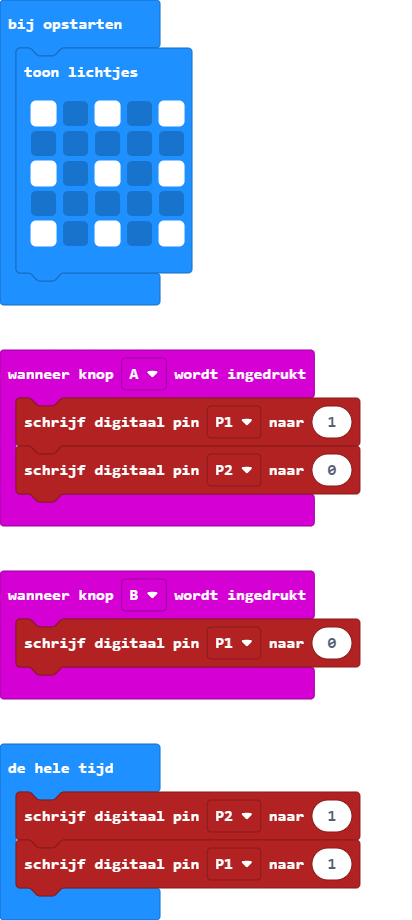 bij opstarten
toon lichtjes
wanneer knop A wordt ingedrukt
schrijf digitaal pin P1 naar 1
schrijf digitaal pin P2 naar 0
wanneer knop B wordt ingedrukt
schrijf digitaal pin P1 naar 0
de hele tijd
schrijf digitaal pin P2 naar 1
schrijf digitaal pin P1 naar 1